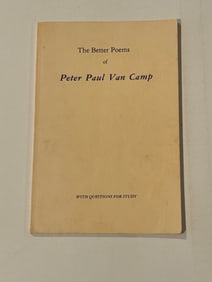 The Better Poems
of
Peter Paul Van Camp
WITH QUESTIONS FOR STUDY